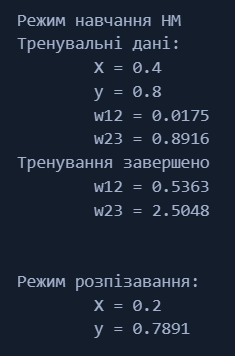 Режим навчання НМ
Тренувальні дані:
X = 0.4
y = 0.8
w12 = 0.0175
w23 = 0.8916
Тренування завершено
w12 = 0.5363
w23 = 2.5048
Режим розпізавання:
X = 0.2
y = 0.7891